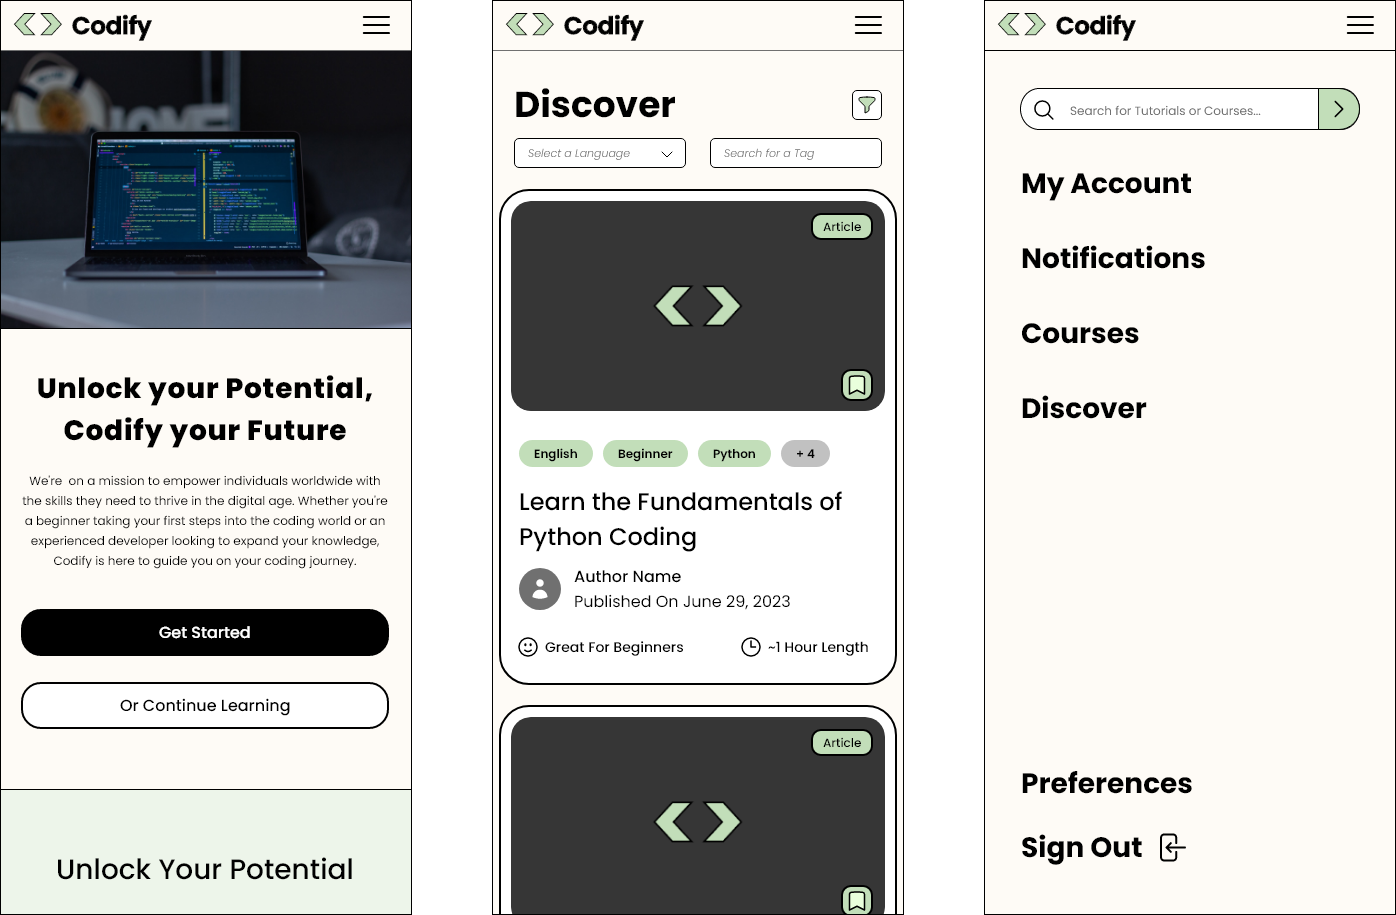 Codify
Unlock your Potential,
Codify your Future
We're on a mission to empower individuals worldwide with
the skills they need to thrive in the digital age. Whether you're
a beginner taking your first steps into the coding world or an
experienced developer looking to expand your knowledge,
Codify is here to guide you on your coding journey.
Get Started
Or Continue Learning
Unlock Your Potential
Codify
Discover
Select a Language
Search for a Tag
Article
English
Beginner
Python
+ 4
Learn the Fundamentals of
Python Coding
Author Name
Published On June 29, 2023
Great For Beginners
~1 Hour Length
Article
Codify
Search for Tutorials or Courses...
My Account
Notifications
Courses
Discover
Preferences
Sign Out